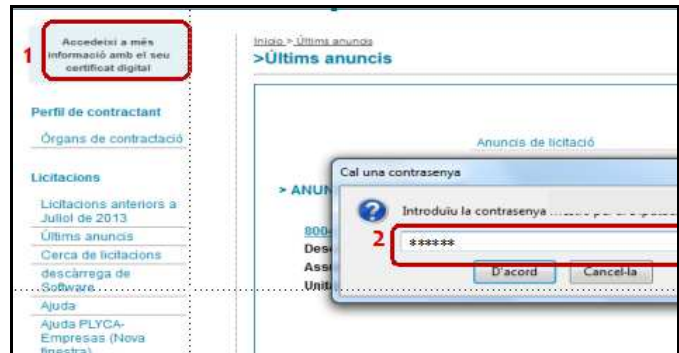 1
Accedeixi a més
informació amb el seu
certificat digital
Perfil de contractant
Òrgans de contractació
Licitacions
Licitacions anteriors a
Juliol de 2013
Últims anuncis
Cerca de licitacions
descàrrega de
Software
Ajuda
Ajuda PLYCA-
Empresas (Nova
finestra)
Inicio > Últims anuncis
>Últims anuncis
Anuncis de licitació
> ANUN
800
Des
Ass
Unit
Cal una contrasenya
Introduïu la contrasenya
2
******
D'acord
Cancel·la